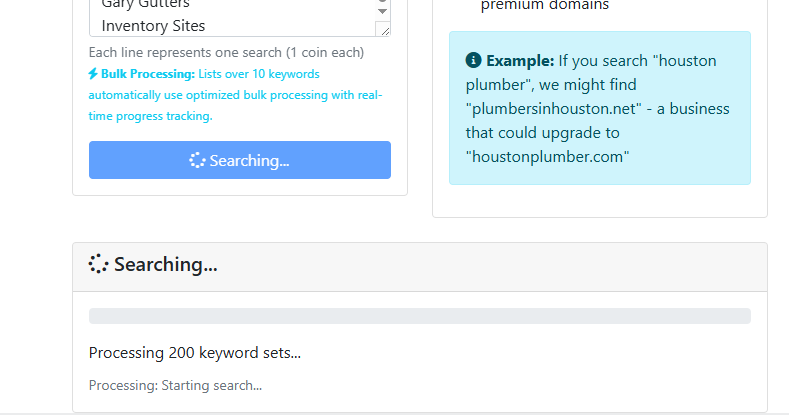 Gary Gutters
Inventory Sites
Each line represents one search (1 coin each)
Bulk Processing: Lists over 10 keywords
automatically use optimized bulk processing with real-
time progress tracking.
Searching...
premium domains
Example: If you search "houston
plumber", we might find
"plumbersinhouston.net" - a business
that could upgrade to
"houstonplumber.com"
Searching...
Processing 200 keyword sets...
Processing: Starting search...